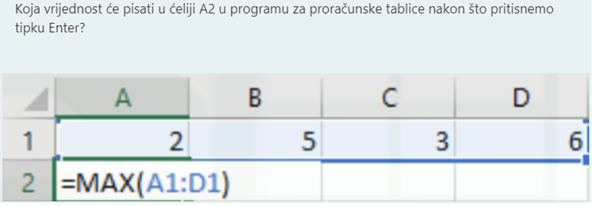 Koja vrijednost će pisati u ćeliji A2 u programu za proračunske tablice nakon što pritisnemo
tipku Enter?
A B C D
1 2 5 3 6
2 =MAX(A1:D1)